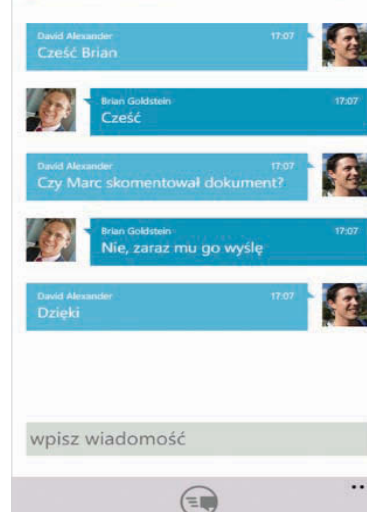 David Alexander 17:07
Cześć Brian
Brian Goldstein 17:07
Cześć
David Alexander 17:07
Czy Marc skomentował dokument?
Brian Goldstein 17:07
Nie, zaraz mu go wyślę
David Alexander 17:07
Dzięki
wpisz wiadomość